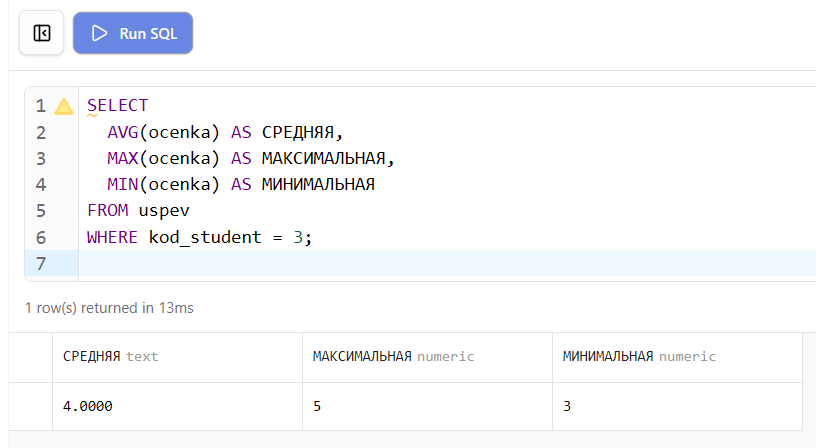 Run SQL
1 SELECT
2 AVG(ocenka) AS СРЕДНЯЯ,
3 MAX(ocenka) AS МАКСИМАЛЬНАЯ,
4 MIN(ocenka) AS МИНИМАЛЬНАЯ
5 FROM uspev
6 WHERE kod_student = 3;
7
1 row(s) returned in 13ms
СРЕДНЯЯ text МАКСИМАЛЬНАЯ numeric МИНИМАЛЬНАЯ numeric
4.0000 5 3